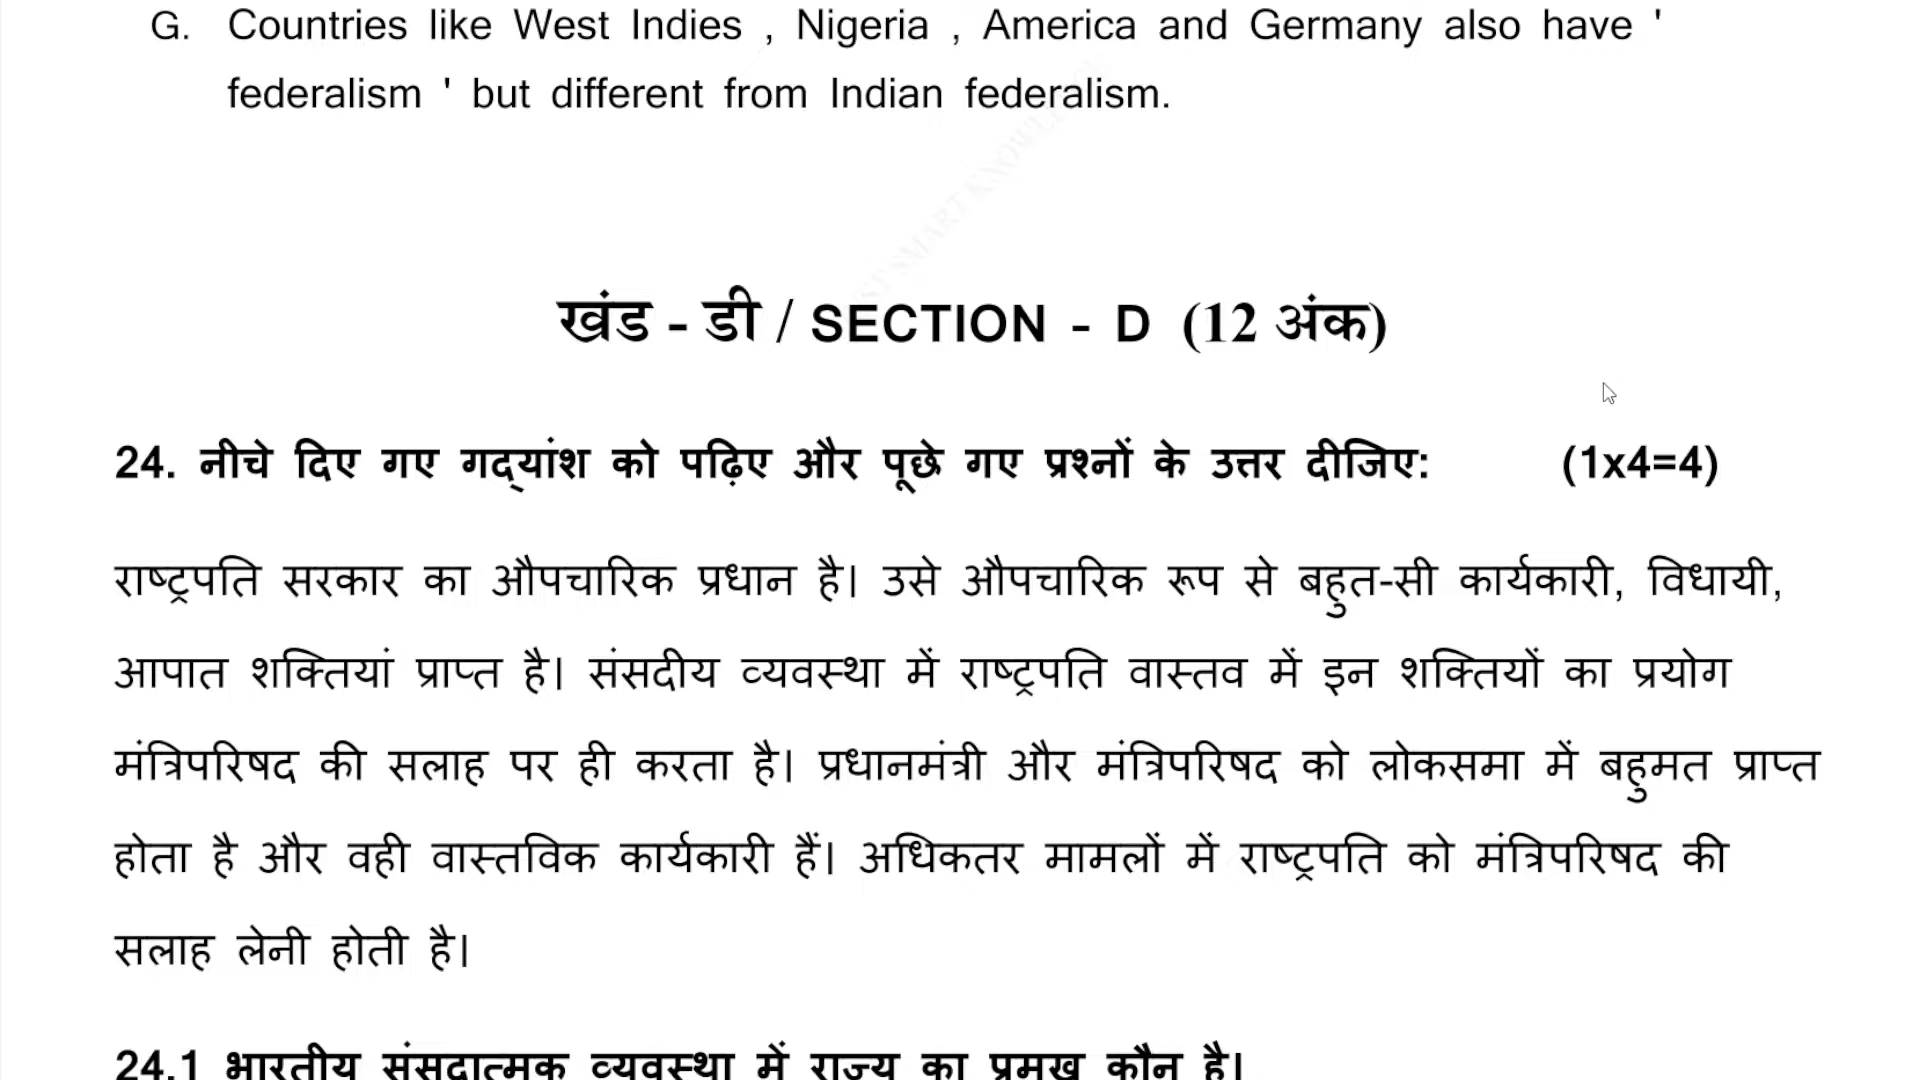 G. Countries like West Indies , Nigeria , America and Germany also have '
federalism ' but different from Indian federalism.
SMART KNOWL
खंड - डी / SECTION - D (12 अंक)
24. नीचे दिए गए गद्यांश को पढ़िए और पूछे गए प्रश्नों के उत्तर दीजिए: (1x4=4)
राष्ट्रपति सरकार का औपचारिक प्रधान है। उसे औपचारिक रूप से बहुत-सी कार्यकारी, विधायी,
आपात शक्तियां प्राप्त है। संसदीय व्यवस्था में राष्ट्रपति वास्तव में इन शक्तियों का प्रयोग
मंत्रिपरिषद की सलाह पर ही करता है। प्रधानमंत्री और मंत्रिपरिषद को लोकसमा में बहुमत प्राप्त
होता है और वही वास्तविक कार्यकारी हैं। अधिकतर मामलों में राष्ट्रपति को मंत्रिपरिषद की
सलाह लेनी होती है।
24.1 भारतीय संसदात्मक व्यवस्था में राज्य का प्रमुख कौन है।